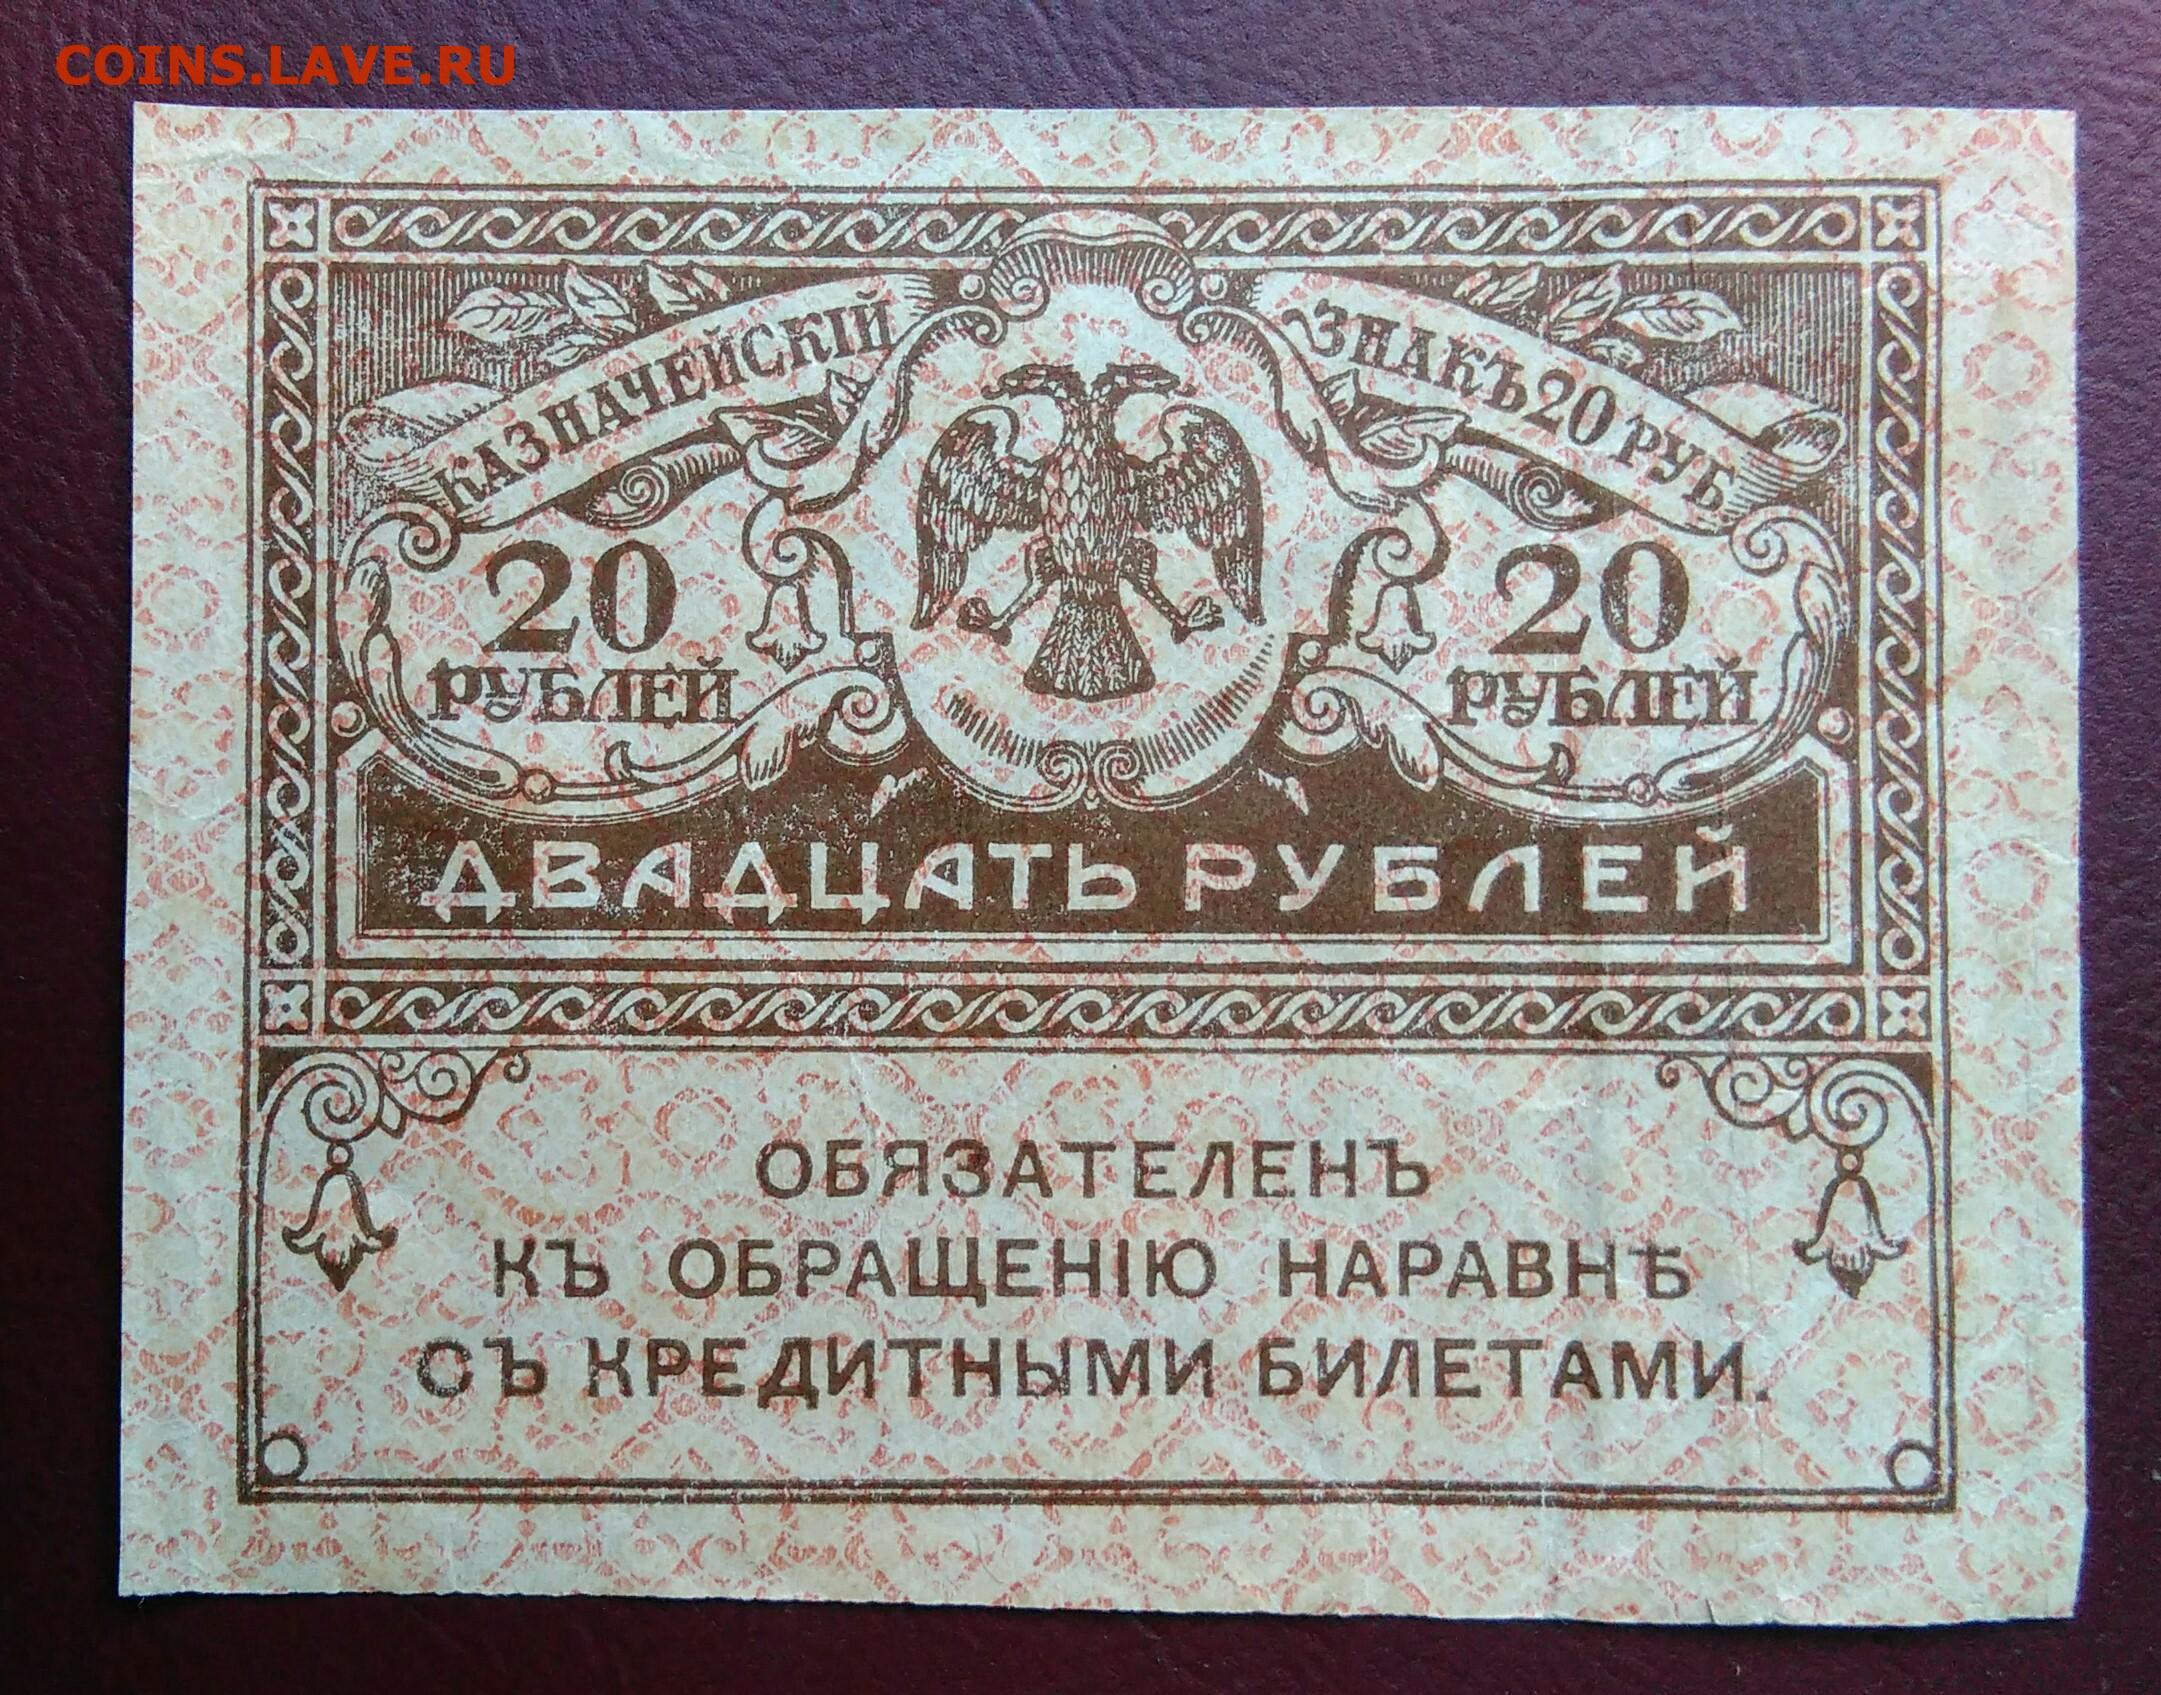 COINS.LAVE.RU
КАЗНАЧЕЙСКІЙ ЗНАКЪ 20 РУБ
20 РУБЛЕЙ
20 РУБЛЕЙ
ДВАДЦАТЬ РУБЛЕЙ
ОБЯЗАТЕЛЕНЪ
КЪ ОБРАЩЕНІЮ НАРАВНѢ
СЪ КРЕДИТНЫМИ БИЛЕТАМИ.